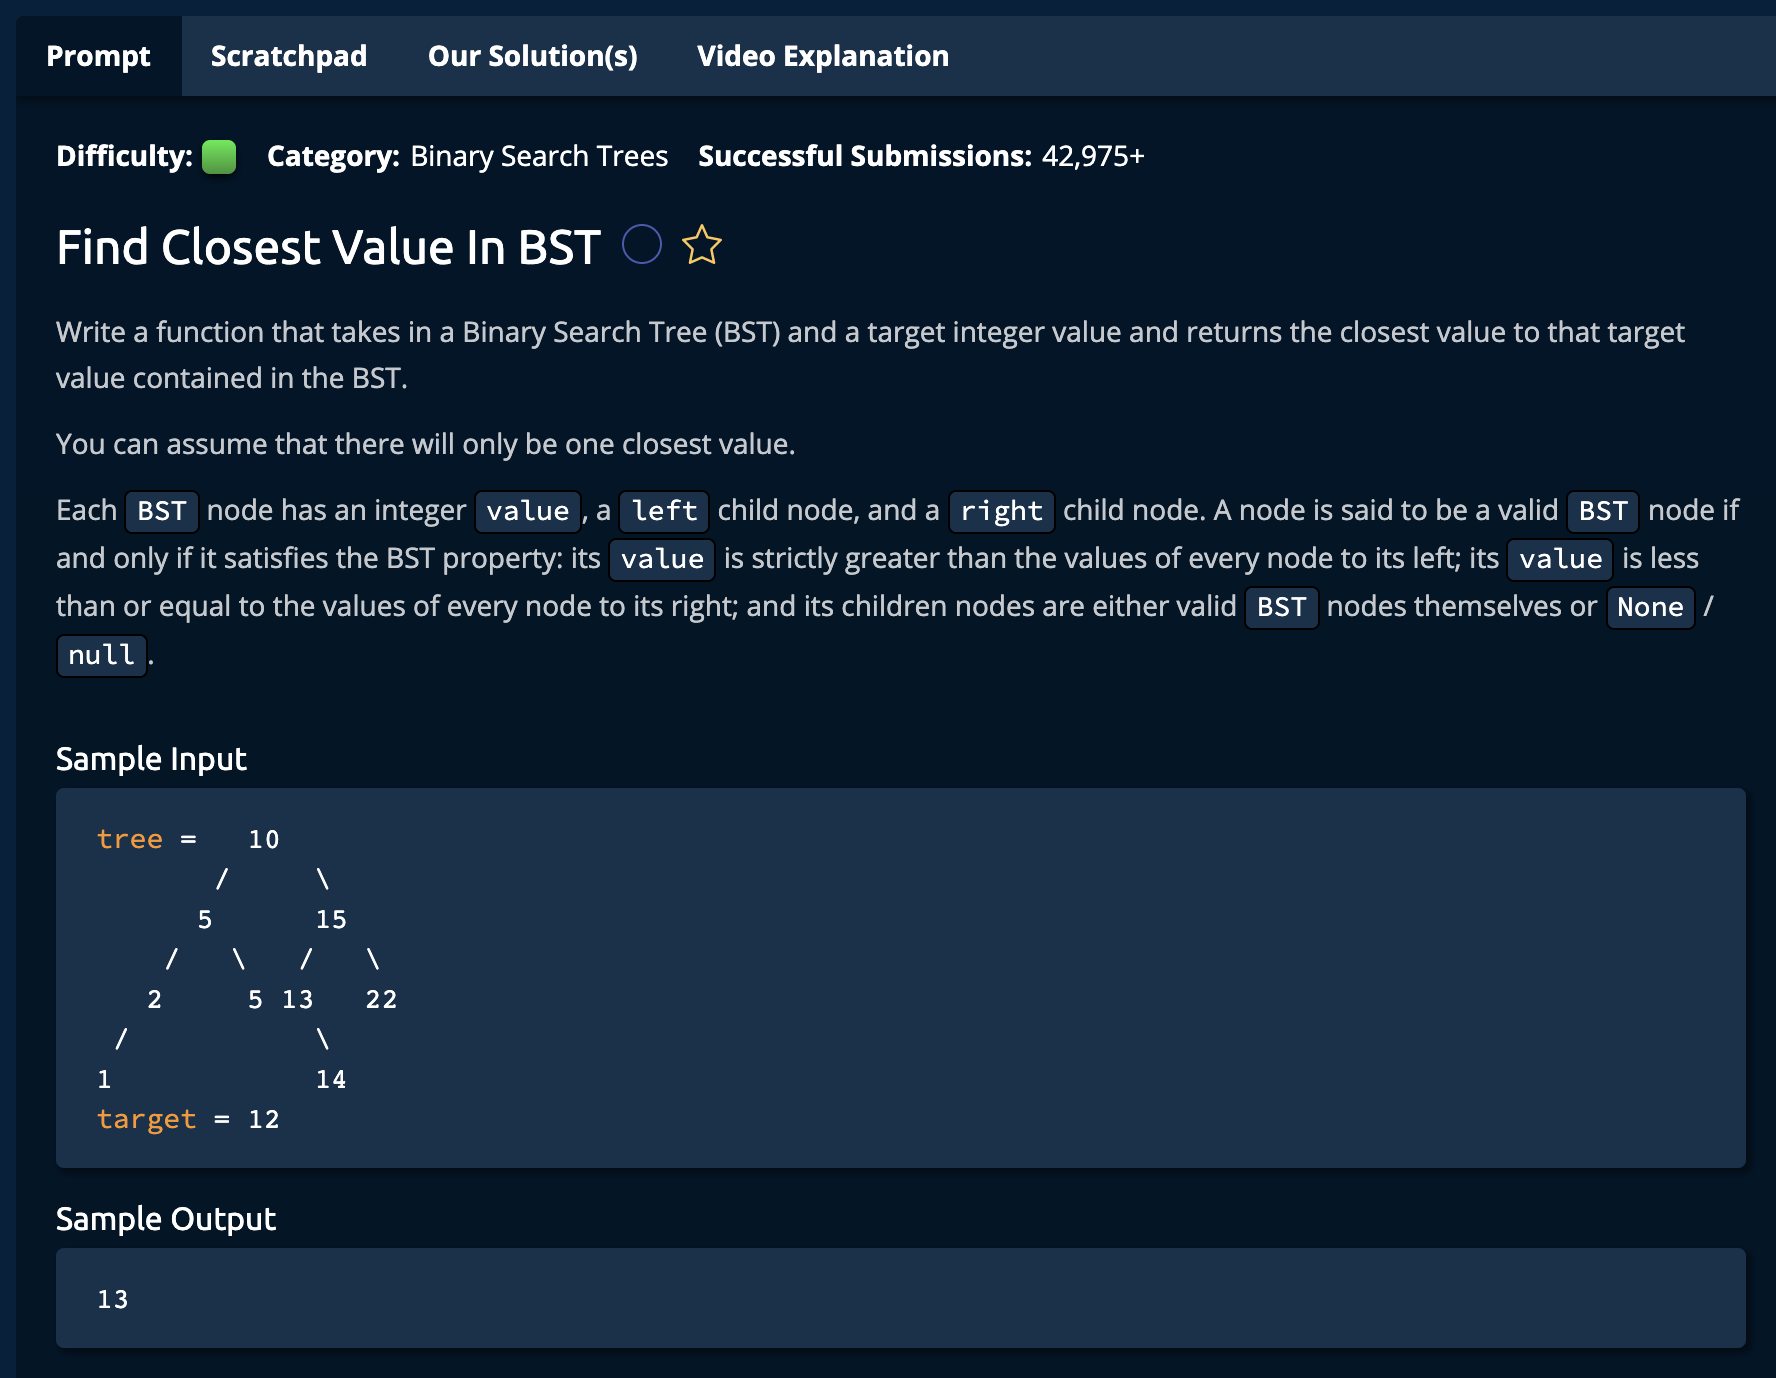 Prompt Scratchpad Our Solution(s) Video Explanation
Difficulty: Category: Binary Search Trees Successful Submissions: 42,975+
Find Closest Value In BST
Write a function that takes in a Binary Search Tree (BST) and a target integer value and returns the closest value to that target
value contained in the BST.
You can assume that there will only be one closest value.
Each BST node has an integer value, a left child node, and a right child node. A node is said to be a valid BST node if
and only if it satisfies the BST property: its value is strictly greater than the values of every node to its left; its value is less
than or equal to the values of every node to its right; and its children nodes are either valid BST nodes themselves or None /
null.
Sample Input
tree =   10
       /     \
      5      15
    /   \   /   \
   2     5 13   22
 /           \
1            14
target = 12
Sample Output
13